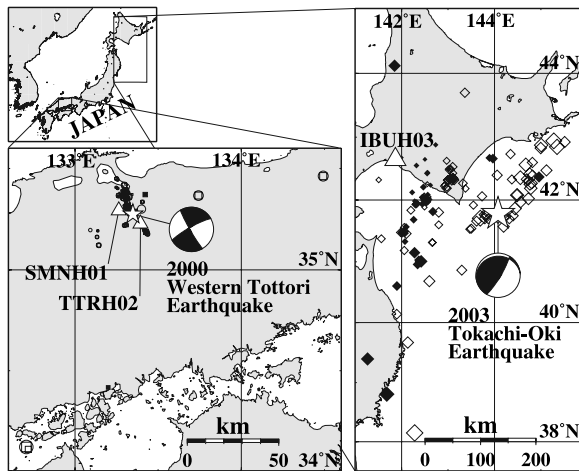 JAPAN
133°E
134°E
SMNH01
TTRH02
2000
Western Tottori
Earthquake
35°N
km
0
50
34°N
142°E
144°E
44°N
IBUH03
42°N
2003
Tokachi-Oki
Earthquake
40°N
km
0 100 200
38°N